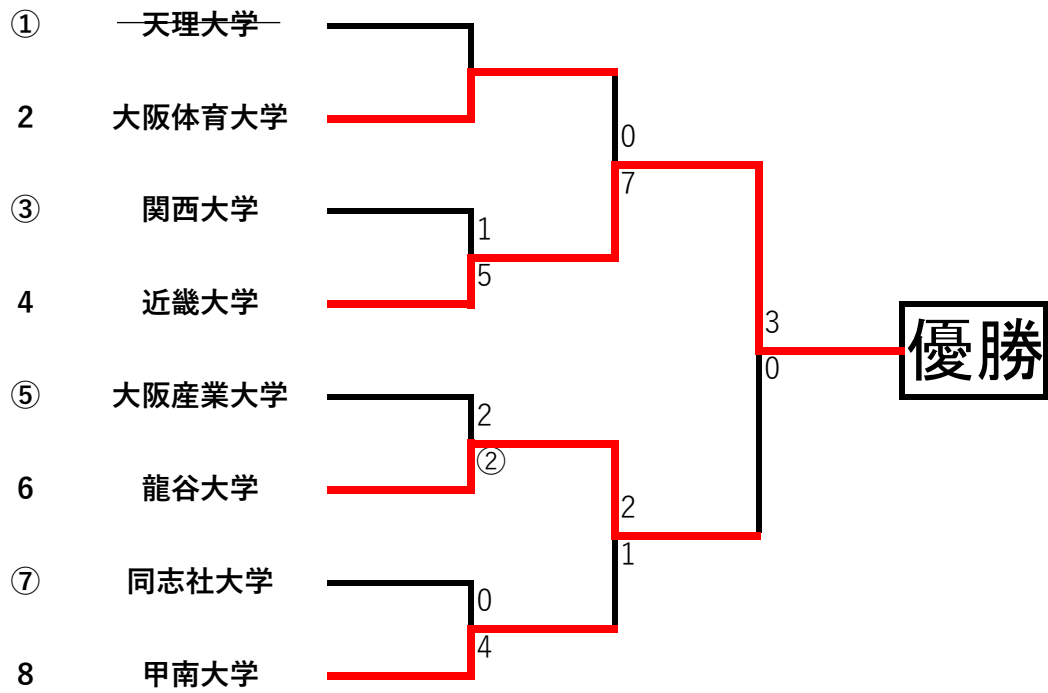 ① 天理大学
2 大阪体育大学
0
7
③ 関西大学
1
5
4 近畿大学
3
0
優勝
⑤ 大阪産業大学
2
②
6 龍谷大学
2
1
⑦ 同志社大学
0
4
8 甲南大学